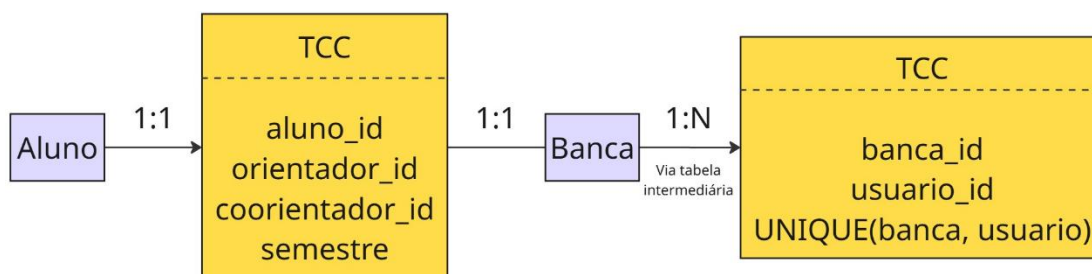 Aluno
1:1
TCC
aluno_id
orientador_id
coorientador_id
semestre
1:1
Banca
1:N
Via tabela
intermediária
TCC
banca_id
usuario_id
UNIQUE(banca, usuario)